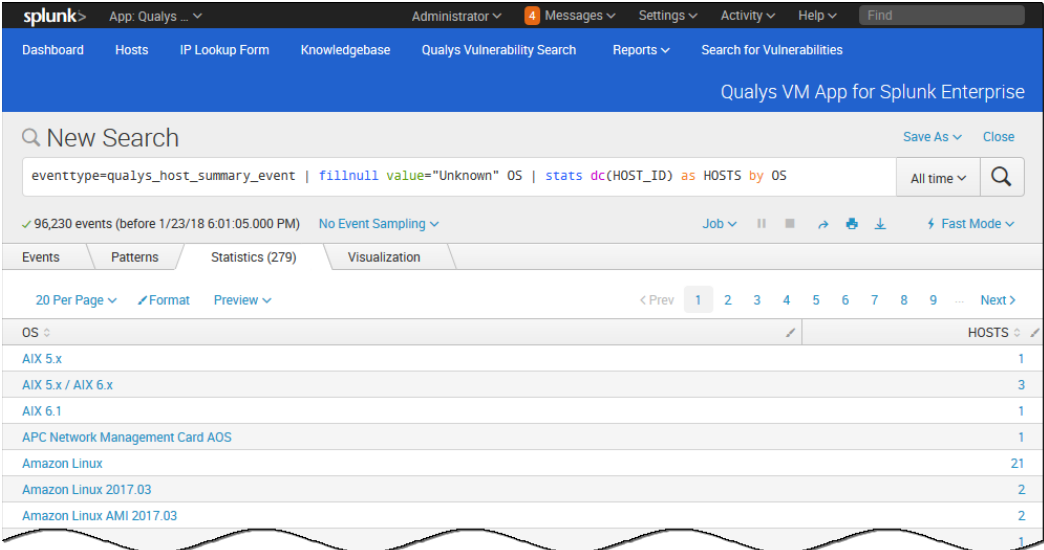 splunk> App: Qualys ... Administrator 4 Messages Settings Activity Help Find
Dashboard Hosts IP Lookup Form Knowledgebase Qualys Vulnerability Search Reports Search for Vulnerabilities
Qualys VM App for Splunk Enterprise
New Search Save As Close
eventtype=qualys_host_summary_event | fillnull value="Unknown" OS | stats dc(HOST_ID) as HOSTS by OS All time
96,230 events (before 1/23/18 6:01:05.000 PM) No Event Sampling Job Fast Mode
Events Patterns Statistics (279) Visualization
20 Per Page Format Preview < Prev 1 2 3 4 5 6 7 8 9 ... Next >
OS HOSTS
AIX 5.x 1
AIX 5.x / AIX 6.x 3
AIX 6.1 1
APC Network Management Card AOS 1
Amazon Linux 21
Amazon Linux 2017.03 2
Amazon Linux AMI 2017.03 2
1